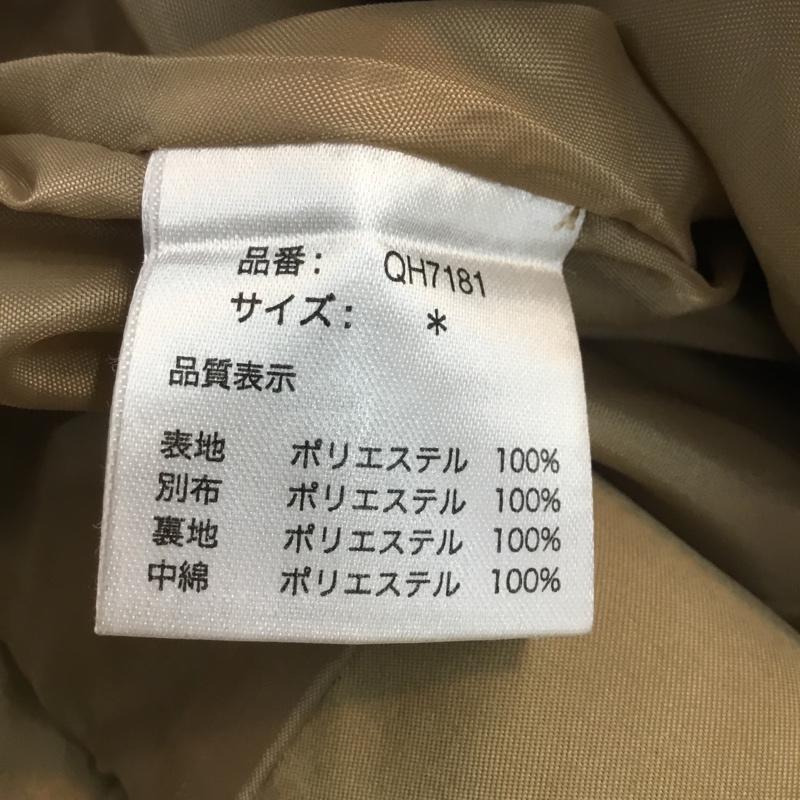 品番： QH7181
サイズ： *
品質表示
表地 ポリエステル 100%
別布 ポリエステル 100%
裏地 ポリエステル 100%
中綿 ポリエステル 100%